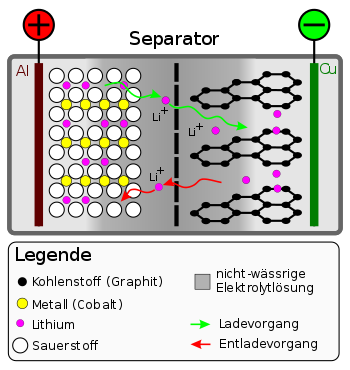 Separator
Al
Cu
Li+
Li+
Li+
Legende
Kohlenstoff (Graphit)
Metall (Cobalt)
Lithium
Sauerstoff
nicht-wässrige
Elektrolytlösung
Ladevorgang
Entladevorgang